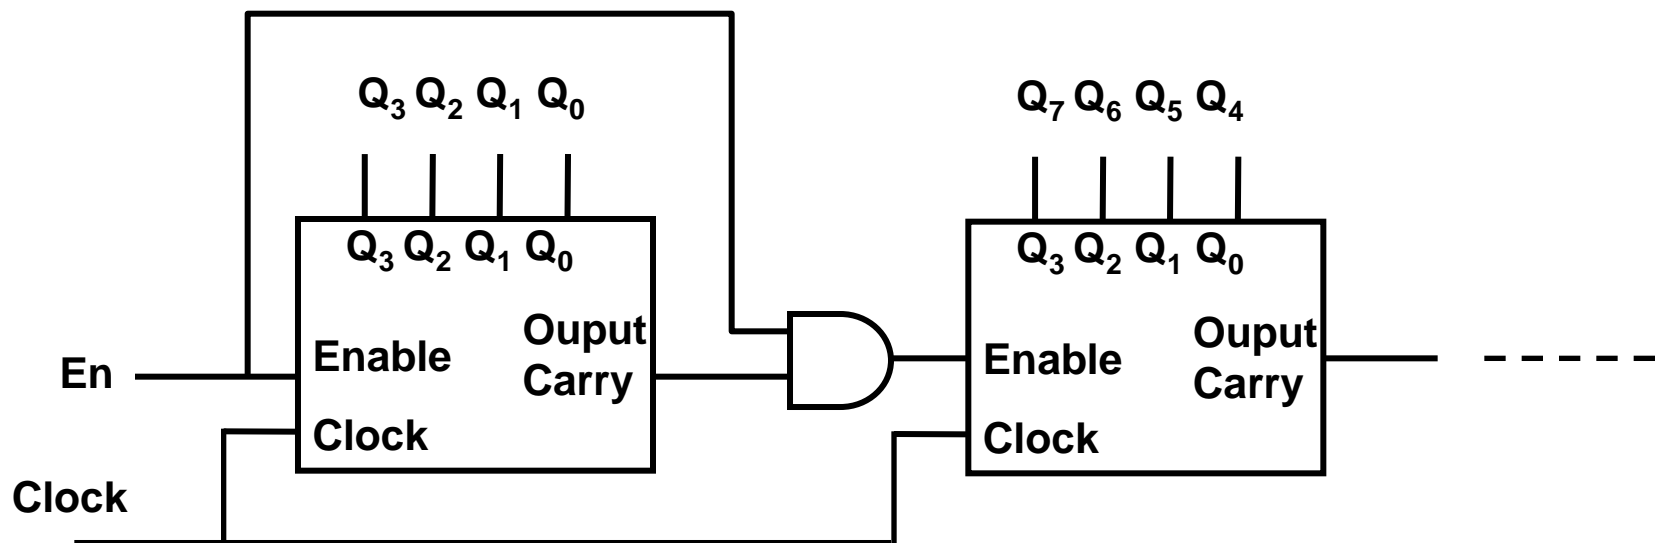 Q3 Q2 Q1 Q0
Q7 Q6 Q5 Q4
Q3 Q2 Q1 Q0
Q3 Q2 Q1 Q0
En
Enable
Ouput
Carry
Clock
Enable
Ouput
Carry
Clock
Clock